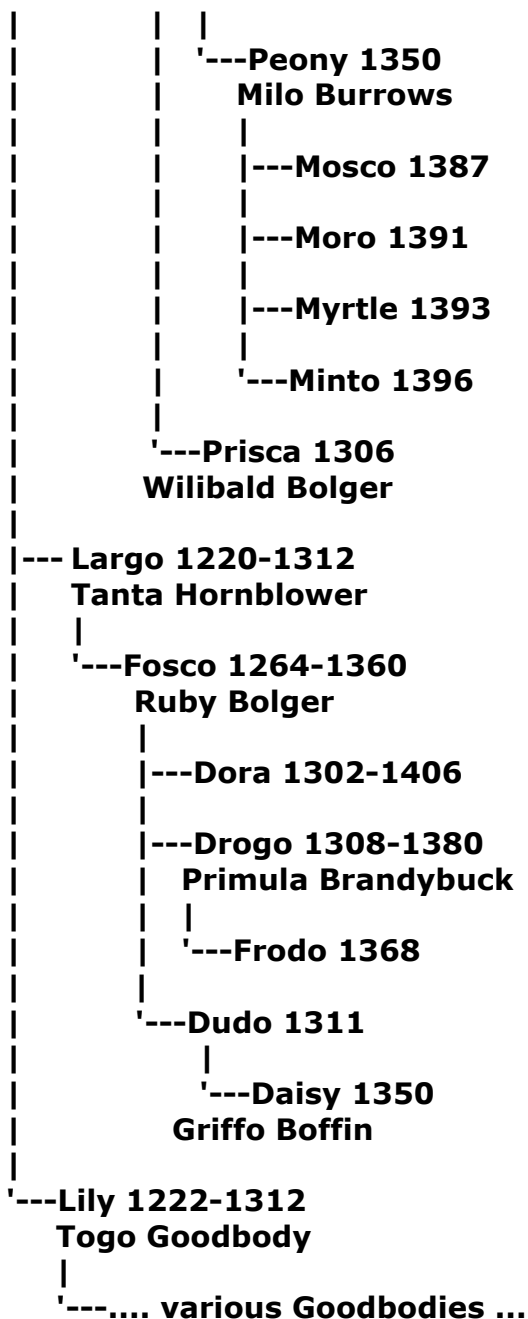 |            |   |
|            |   '---Peony 1350
|            |      Milo Burrows
|            |       |
|            |       |---Mosco 1387
|            |       |
|            |       |---Moro 1391
|            |       |
|            |       |---Myrtle 1393
|            |       |
|            |       '---Minto 1396
|            |
|            '---Prisca 1306
|           Wilibald Bolger
|
|--- Largo 1220-1312
|    Tanta Hornblower
|     |
|     '---Fosco 1264-1360
|          Ruby Bolger
|           |
|           |---Dora 1302-1406
|           |
|           |---Drogo 1308-1380
|           |  Primula Brandybuck
|           |   |
|           |   '---Frodo 1368
|           |
|           '---Dudo 1311
|                |
|                '---Daisy 1350
|             Griffo Boffin
|
'---Lily 1222-1312
    Togo Goodbody
    |
    '---.... various Goodbodies ...